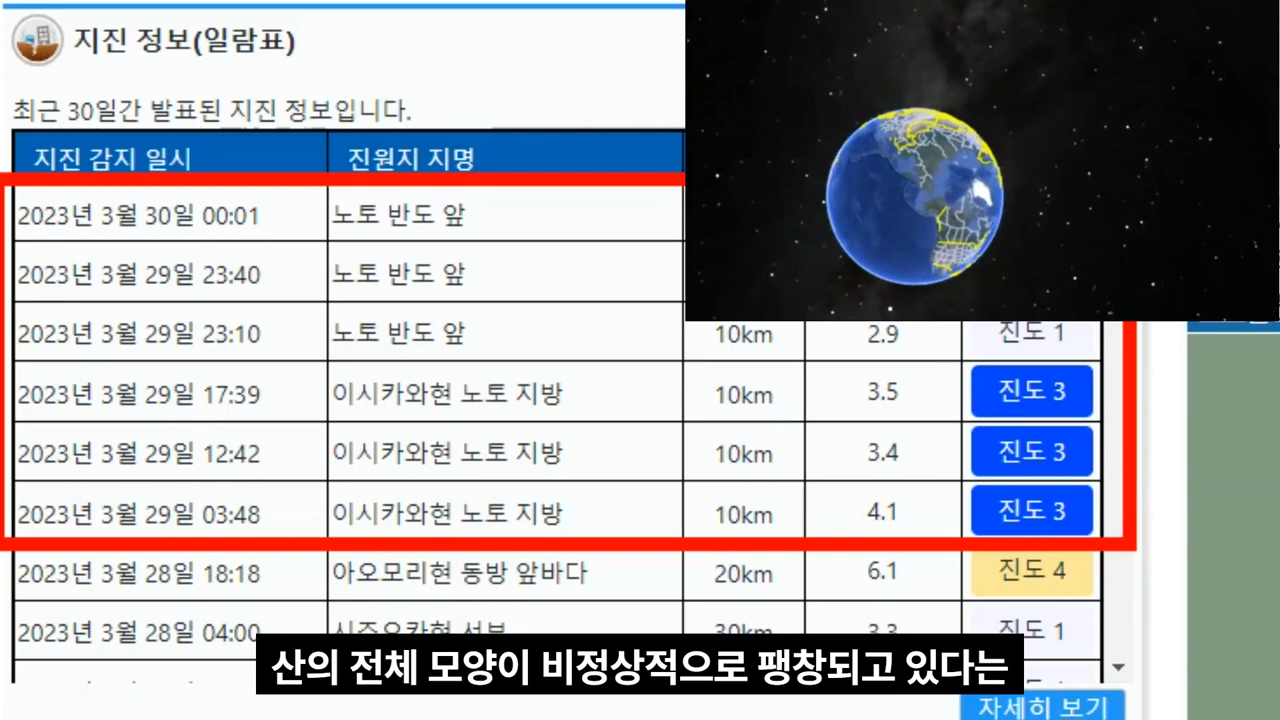 지진 정보(일람표)
최근 30일간 발표된 지진 정보입니다.
지진 감지 일시 진원지 지명
2023년 3월 30일 00:01 노토 반도 앞
2023년 3월 29일 23:40 노토 반도 앞
2023년 3월 29일 23:10 노토 반도 앞 10km 2.9 진도 1
2023년 3월 29일 17:39 이시카와현 노토 지방 10km 3.5 진도 3
2023년 3월 29일 12:42 이시카와현 노토 지방 10km 3.4 진도 3
2023년 3월 29일 03:48 이시카와현 노토 지방 10km 4.1 진도 3
2023년 3월 28일 18:18 아오모리현 동방 앞바다 20km 6.1 진도 4
2023년 3월 28일 04:00 시즈오카현 서부 30km 3.3 진도 1
산의 전체 모양이 비정상적으로 팽창되고 있다는
자세히 보기